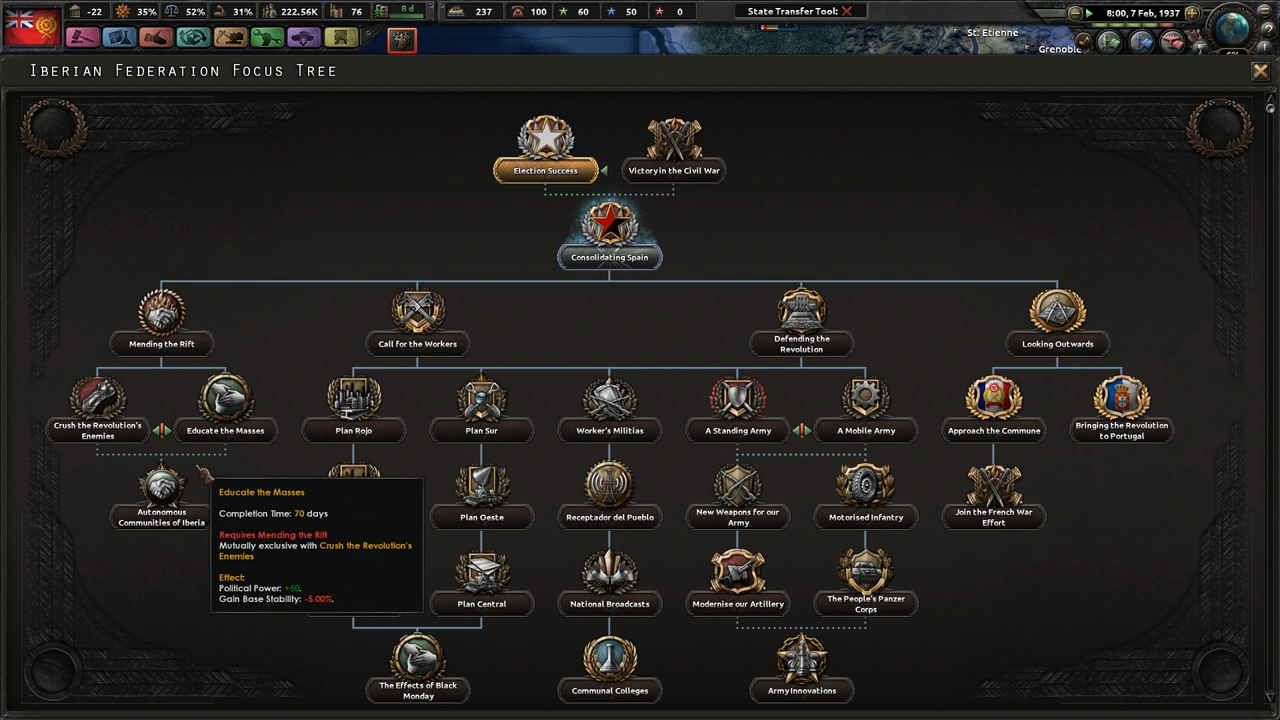 -22
35%
52%
31%
222.56K
76
8 d
237
100
60
50
0
State Transfer Tool:
8:00, 7 Feb, 1937
St. Etienne
Grenoble
Iberian Federation Focus Tree
Election Success
Victory in the Civil War
Consolidating Spain
Mending the Rift
Call for the Workers
Defending the
Revolution
Looking Outwards
Crush the Revolution's
Enemies
Educate the Masses
Plan Rojo
Plan Sur
Worker's Militias
A Standing Army
A Mobile Army
Approach the Commune
Bringing the Revolution
to Portugal
Autonomous
Communities of Iberia
Educate the Masses
Completion Time: 70 days
Requires Mending the Rift
Mutually exclusive with Crush the Revolution's
Enemies
Effect:
Political Power: +50.
Gain Base Stability: -5.00%.
Plan Oeste
Receptador del Pueblo
New Weapons for our
Army
Motorised Infantry
Join the French War
Effort
Plan Central
National Broadcasts
Modernise our Artillery
The People's Panzer
Corps
The Effects of Black
Monday
Communal Colleges
Army Innovations